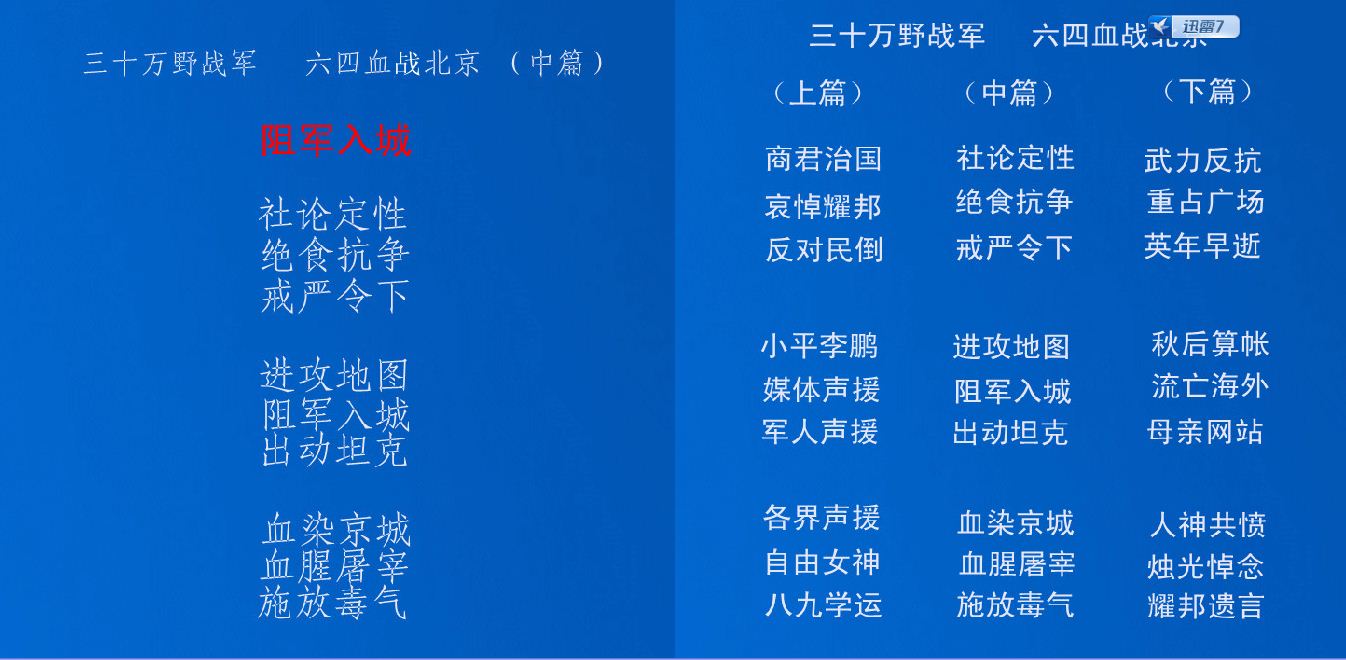 三十万野战军 六四血战北京 （中篇）
阻军入城
社论定性
绝食抗争
戒严令下
进攻地图
阻军入城
出动坦克
血染京城
血腥屠宰
施放毒气
三十万野战军 六四血战北京
迅雷7
（上篇） （中篇） （下篇）
商君治国 社论定性 武力反抗
哀悼耀邦 绝食抗争 重占广场
反对民倒 戒严令下 英年早逝
小平李鹏 进攻地图 秋后算帐
媒体声援 阻军入城 流亡海外
军人声援 出动坦克 母亲网站
各界声援 血染京城 人神共愤
自由女神 血腥屠宰 烛光悼念
八九学运 施放毒气 耀邦遗言